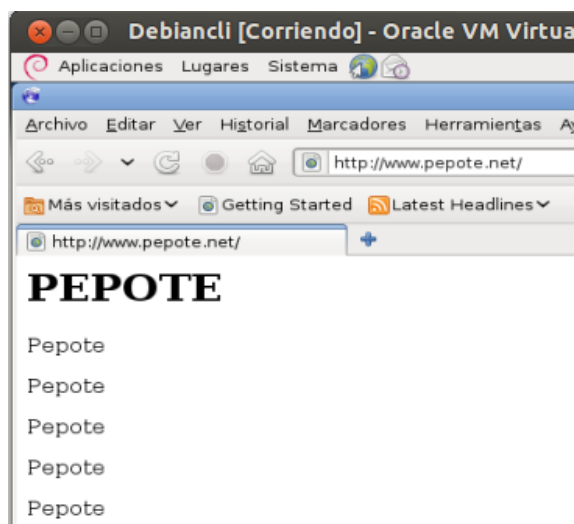 Debiancli [Corriendo] - Oracle VM Virtua
Aplicaciones Lugares Sistema
Archivo Editar Ver Historial Marcadores Herramientas Ay
http://www.pepote.net/
Más visitados Getting Started Latest Headlines
http://www.pepote.net/
PEPOTE
Pepote
Pepote
Pepote
Pepote
Pepote